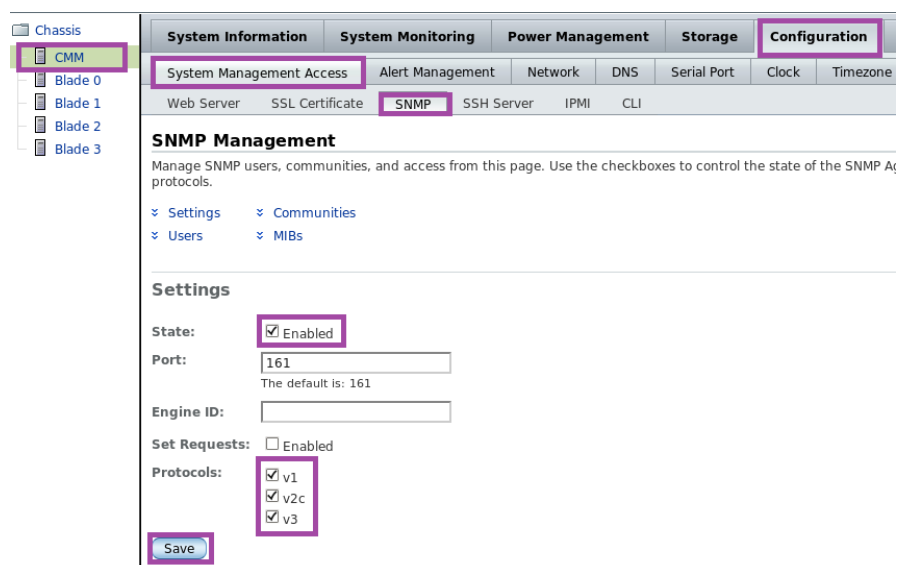 Chassis
CMM
Blade 0
Blade 1
Blade 2
Blade 3
System Information System Monitoring Power Management Storage Configuration
System Management Access Alert Management Network DNS Serial Port Clock Timezone
Web Server SSL Certificate SNMP SSH Server IPMI CLI
SNMP Management
Manage SNMP users, communities, and access from this page. Use the checkboxes to control the state of the SNMP
protocols.
Settings Communities
Users MIBs
Settings
State: Enabled
Port: 161
The default is: 161
Engine ID:
Set Requests: Enabled
Protocols: v1
v2c
v3
Save